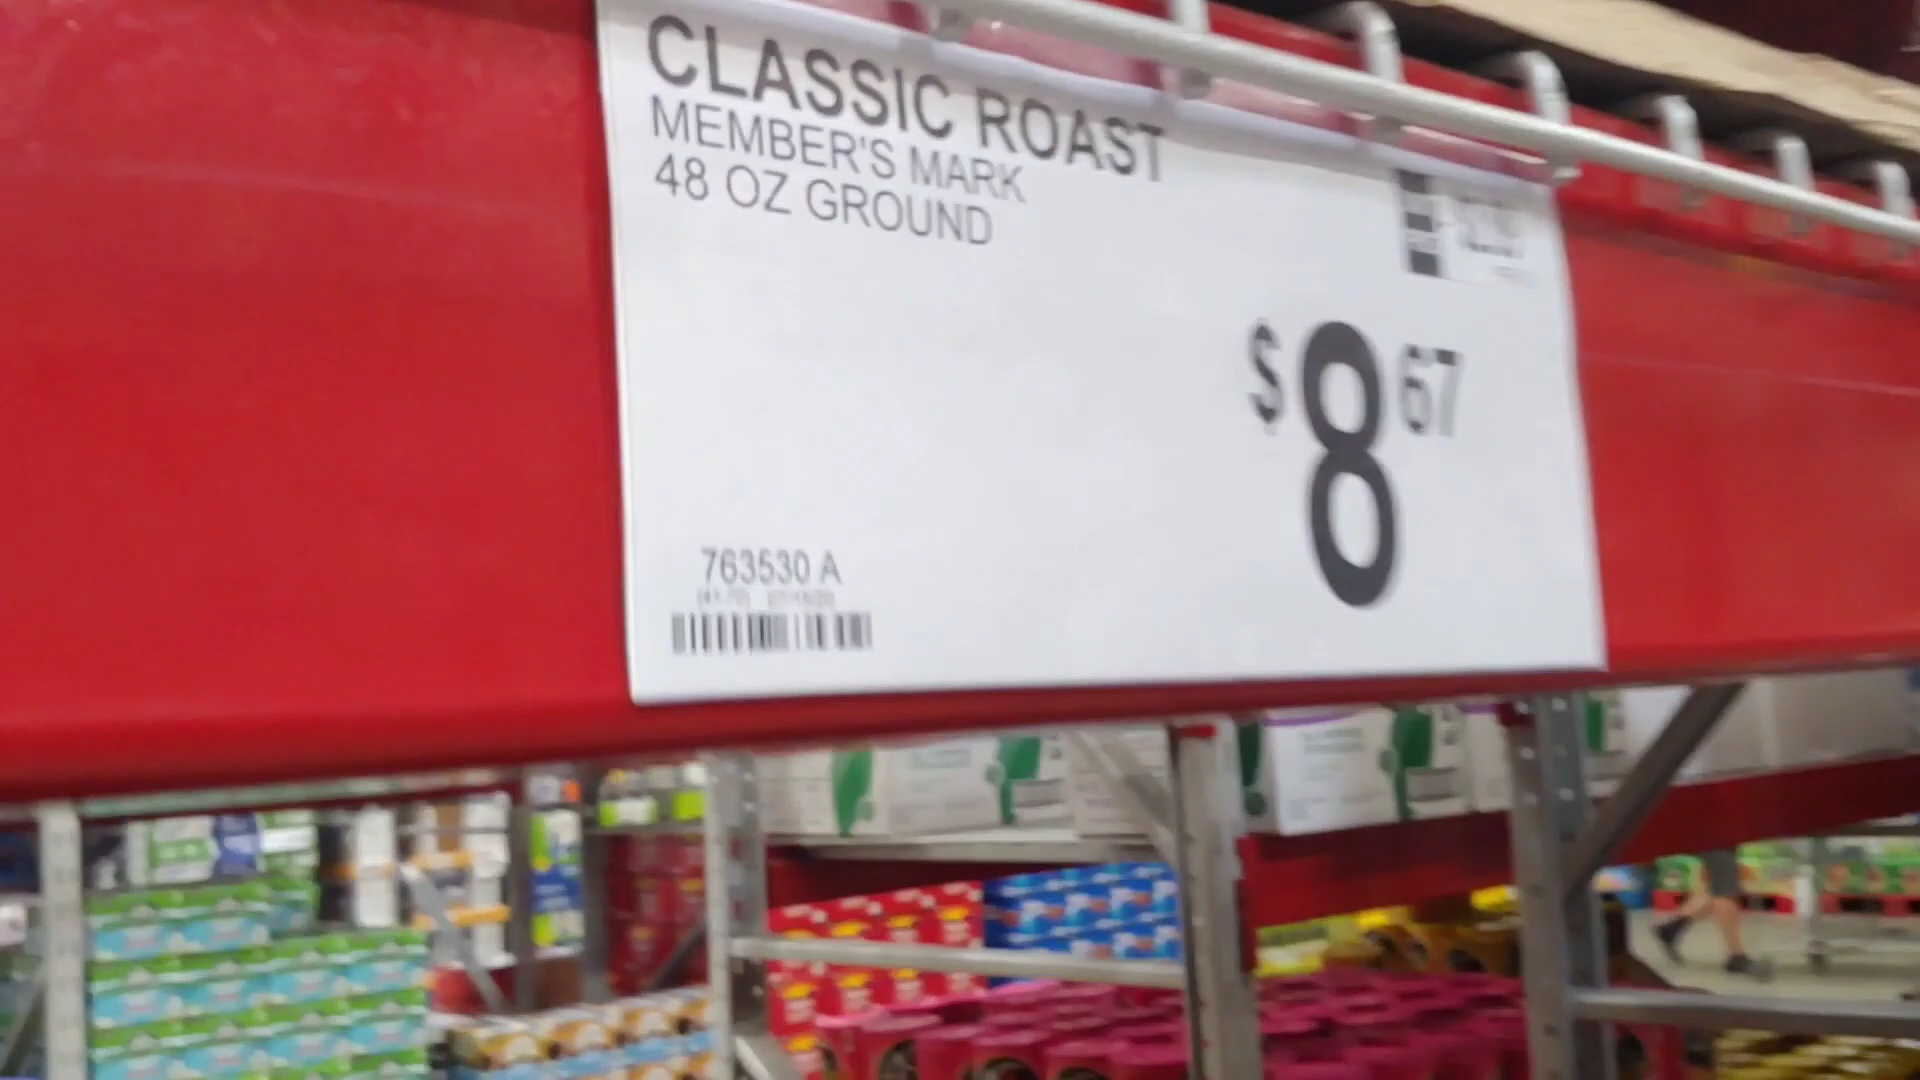 CLASSIC ROAST
MEMBER'S MARK
48 OZ GROUND
$8 67
763530 A